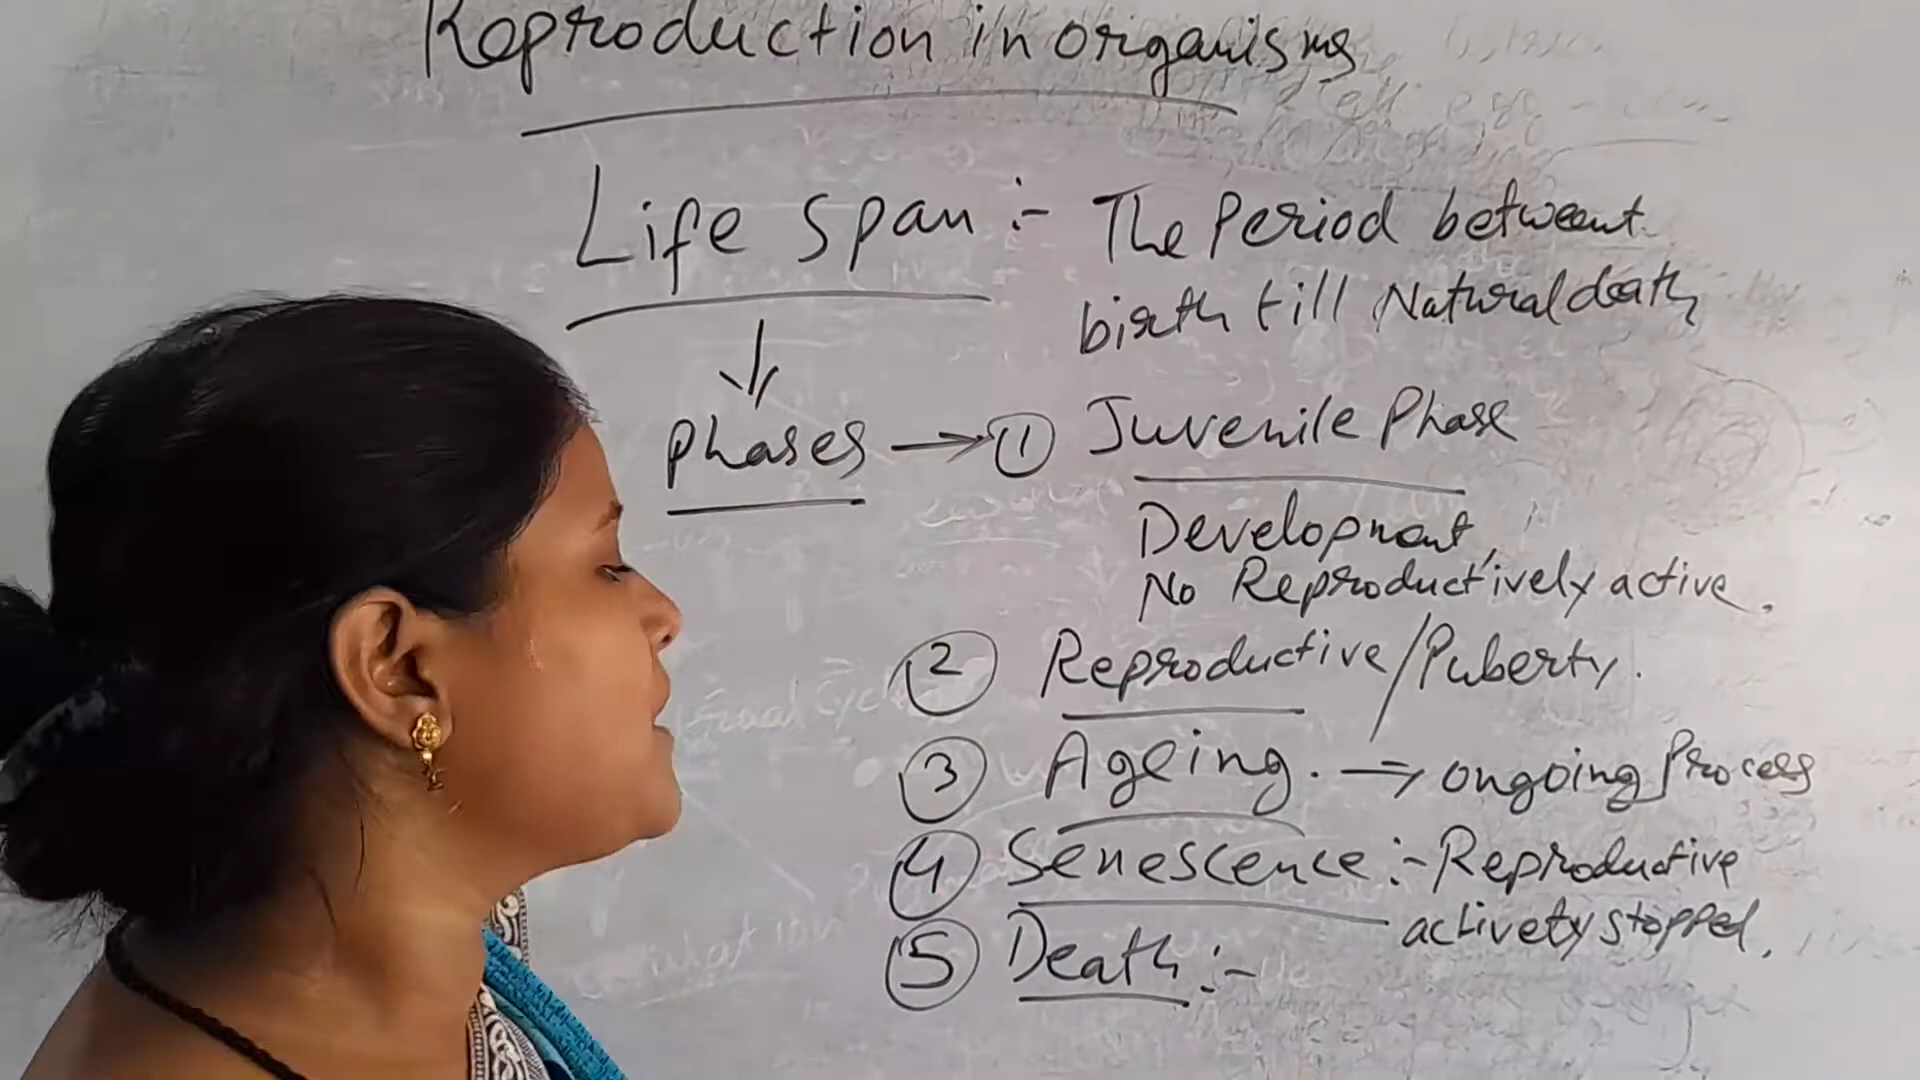 Reproduction in organisms
Life span :- The Period betweent
birth till Natural death
Phases → ① Juvenile Phase
Development,
No Reproductively active.
② Reproductive/Puberty.
③ Ageing. → ongoing Process
④ Senescence :- Reproductive
activety stopped.
⑤ Death :-